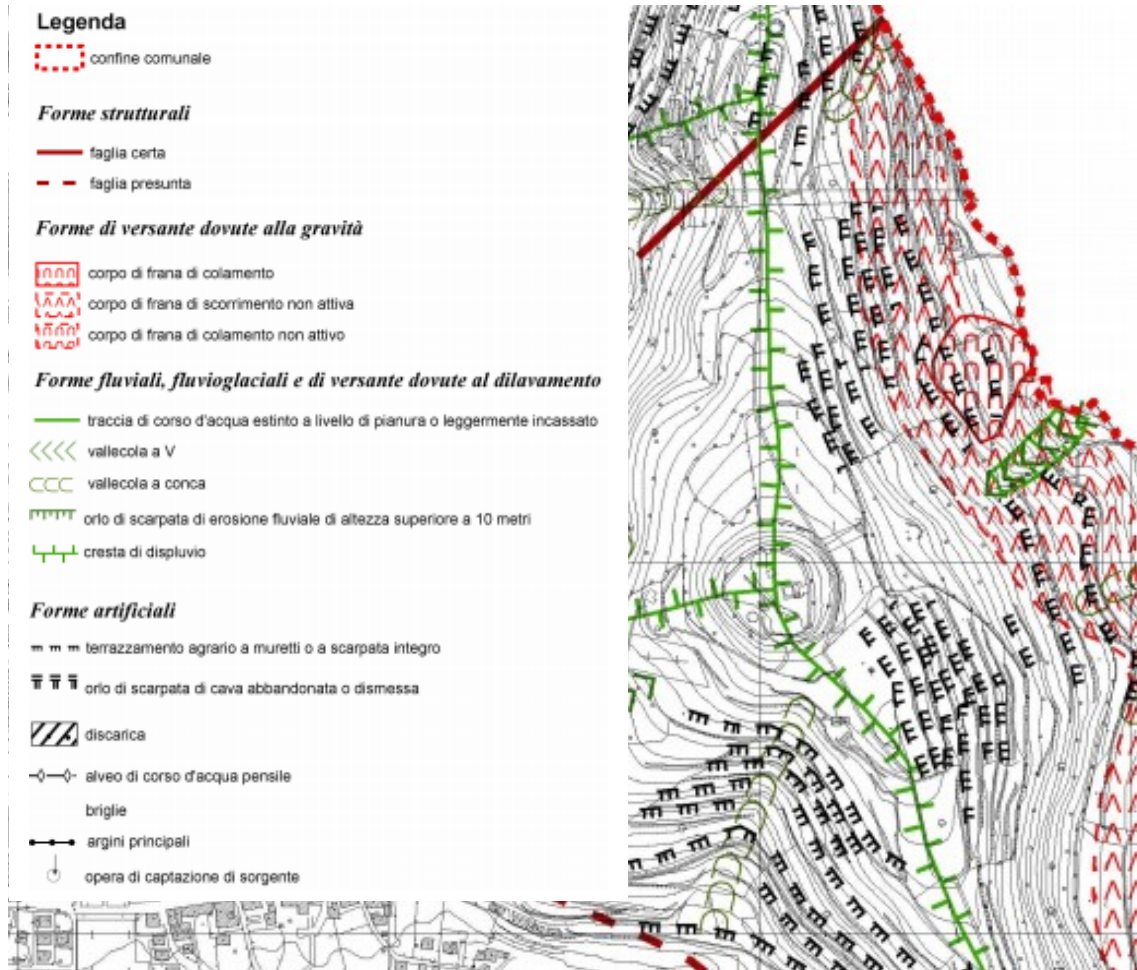 Legenda
confine comunale
Forme strutturali
faglia certa
faglia presunta
Forme di versante dovute alla gravità
corpo di frana di colamento
corpo di frana di scorrimento non attiva
corpo di frana di colamento non attivo
Forme fluviali, fluvioglaciali e di versante dovute al dilavamento
traccia di corso d'acqua estinto a livello di pianura o leggermente incassato
vallecola a V
vallecola a conca
orlo di scarpata di erosione fluviale di altezza superiore a 10 metri
cresta di displuvio
Forme artificiali
terrazzamento agrario a muretti o a scarpata integro
orlo di scarpata di cava abbandonata o dismessa
discarica
alveo di corso d'acqua pensile
briglie
argini principali
opera di captazione di sorgente